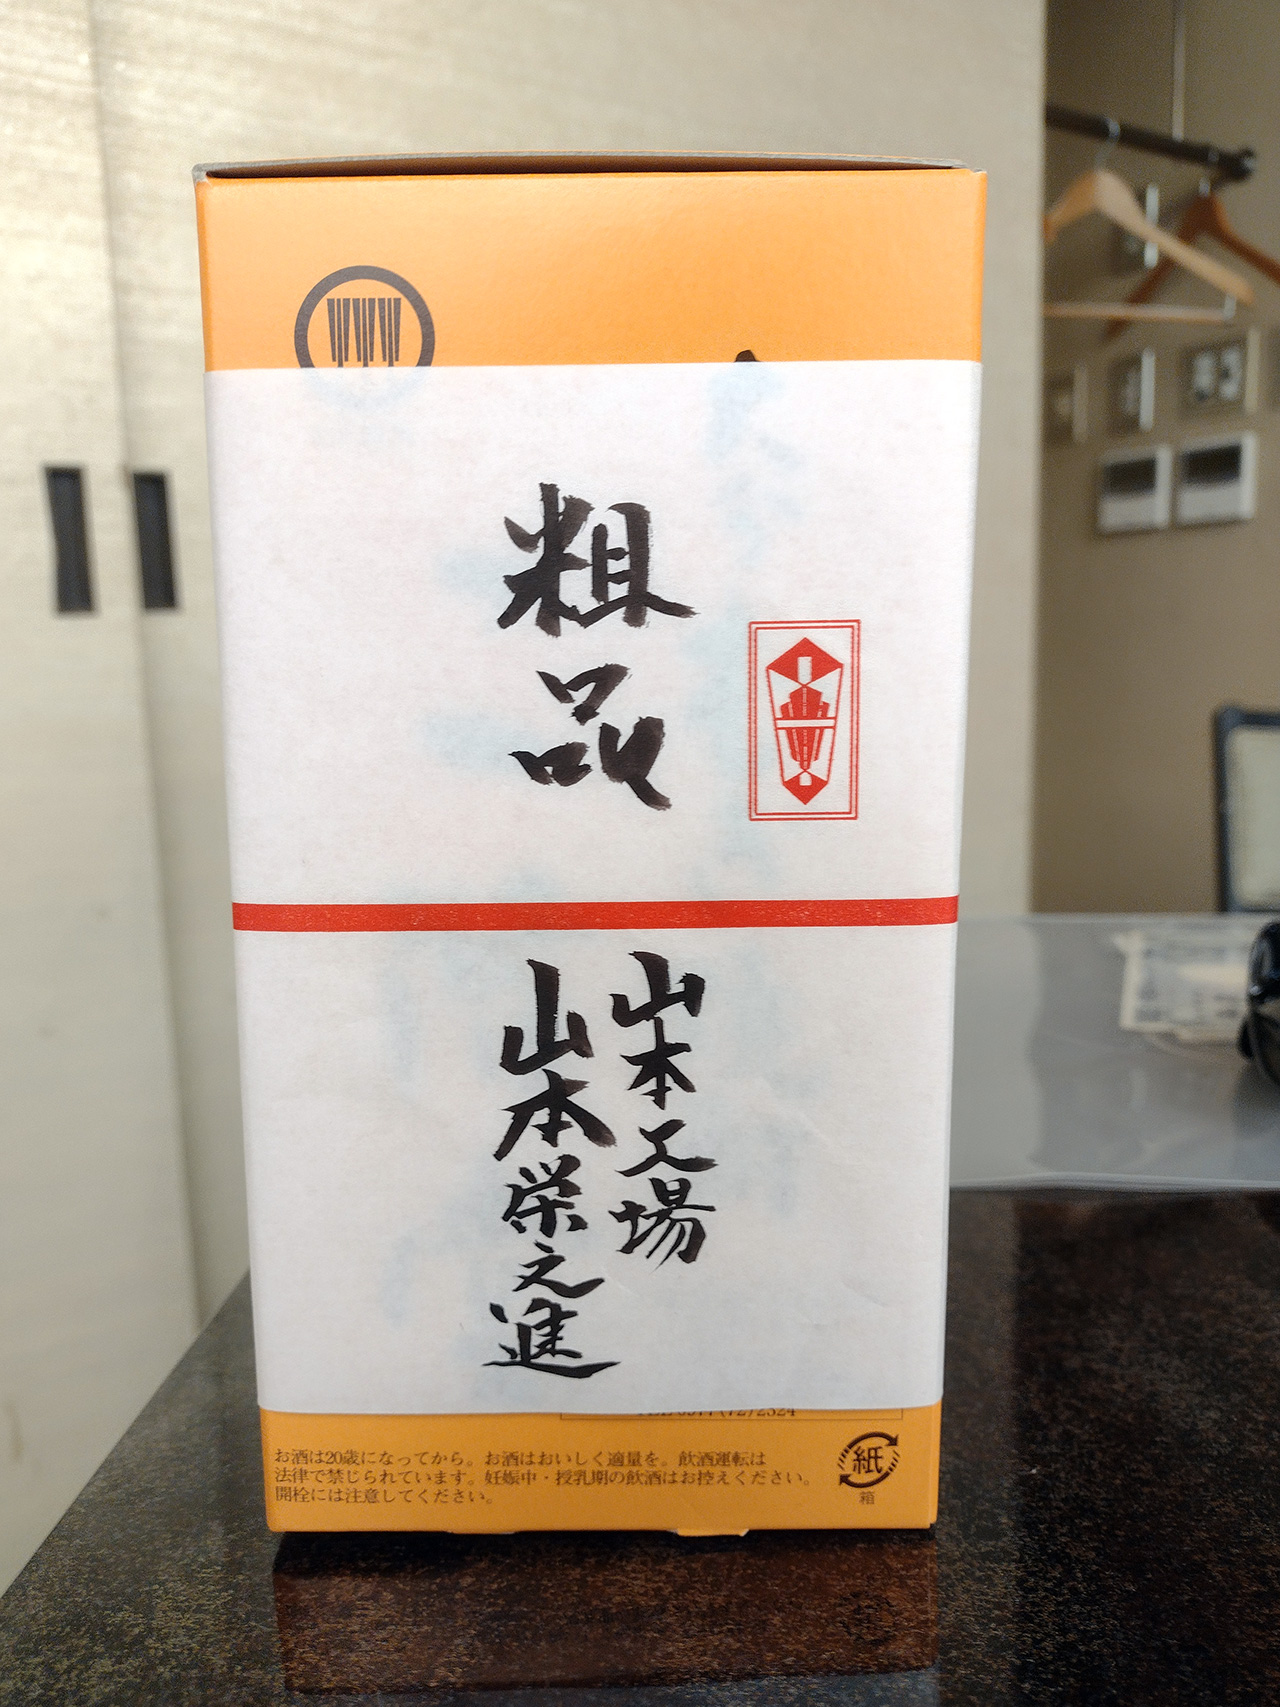 粗品
山本工場
山本栄之進
お酒は20歳になってから。お酒はおいしく適量を。飲酒運転は
法律で禁じられています。妊娠中・授乳期の飲酒はお控えください。
開栓には注意してください。
紙
箱